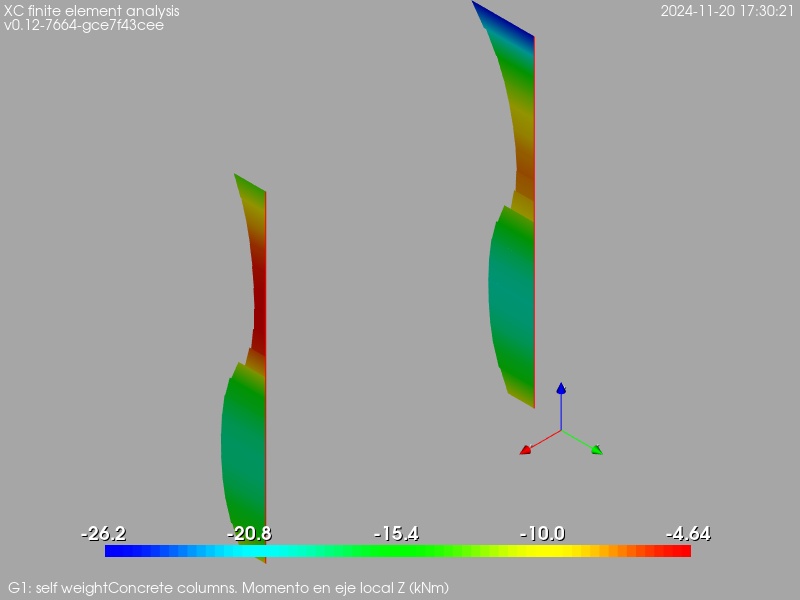 XC finite element analysis
v0.12-7664-gce7f43cee
2024-11-20 17:30:21
-26.2 -20.8 -15.4 -10.0 -4.64
G1: self weightConcrete columns. Momento en eje local Z (kNm)